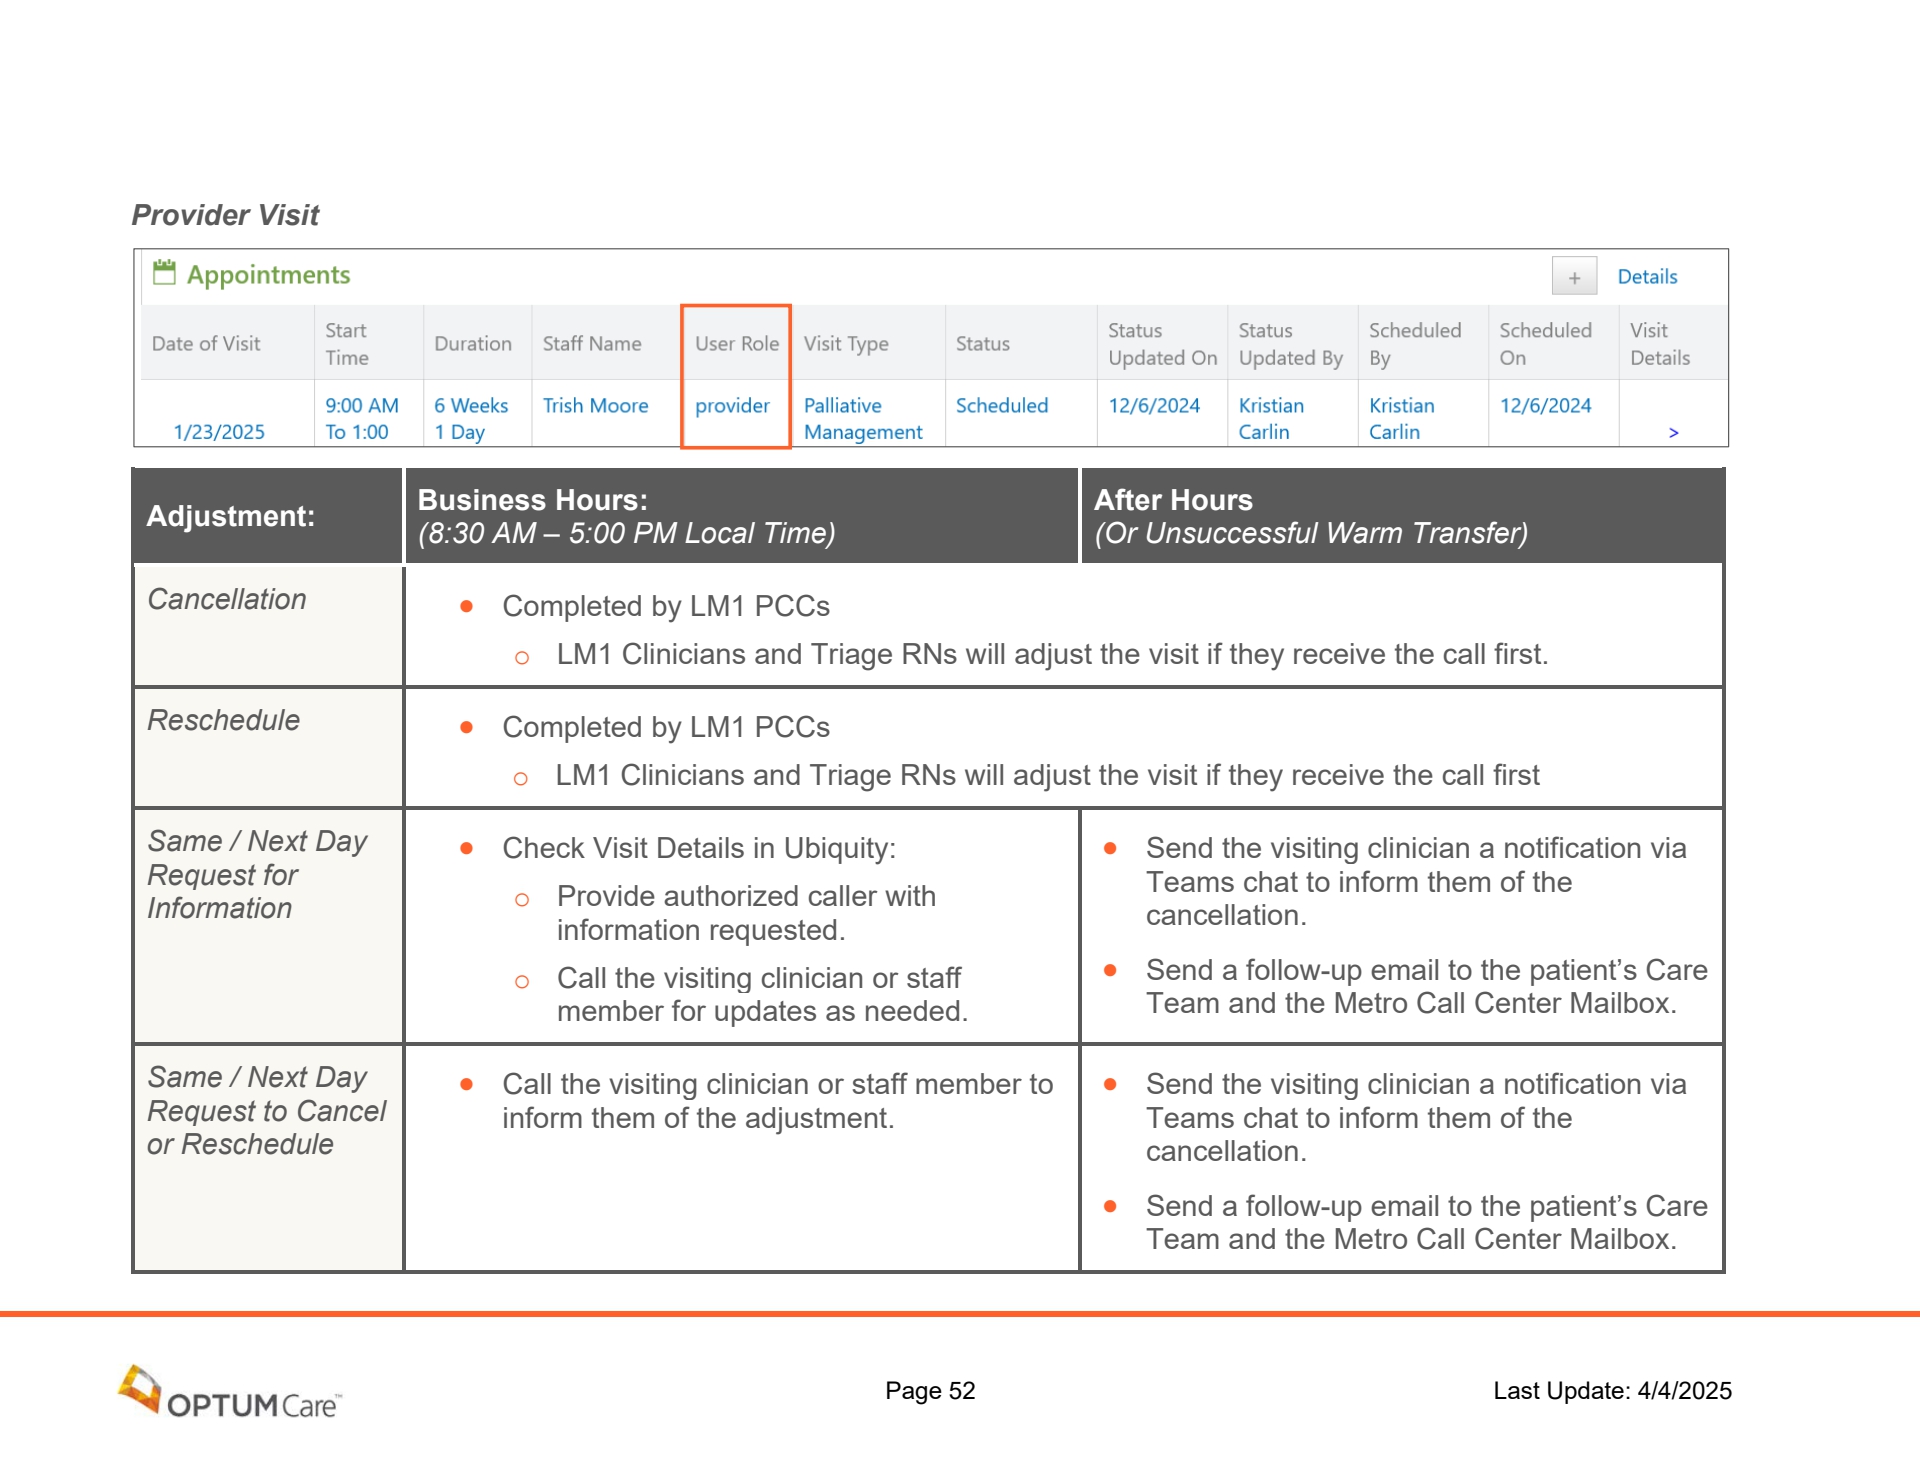 Provider Visit
Appointments
+
Details
Date of Visit
Start
Time
Duration
Staff Name
User Role
Visit Type
Status
Status
Updated On
Status
Updated By
Scheduled
By
Scheduled
On
Visit
Details
1/23/2025
9:00 AM
To 1:00
6 Weeks
1 Day
Trish Moore
provider
Palliative
Management
Scheduled
12/6/2024
Kristian
Carlin
Kristian
Carlin
12/6/2024
>
Adjustment:
Business Hours:
(8:30 AM – 5:00 PM Local Time)
After Hours
(Or Unsuccessful Warm Transfer)
Cancellation
• Completed by LM1 PCCs
o LM1 Clinicians and Triage RNs will adjust the visit if they receive the call first.
Reschedule
• Completed by LM1 PCCs
o LM1 Clinicians and Triage RNs will adjust the visit if they receive the call first
Same / Next Day
Request for
Information
• Check Visit Details in Ubiquity:
o Provide authorized caller with
information requested.
o Call the visiting clinician or staff
member for updates as needed.
• Send the visiting clinician a notification via
Teams chat to inform them of the
cancellation.
• Send a follow-up email to the patient’s Care
Team and the Metro Call Center Mailbox.
Same / Next Day
Request to Cancel
or Reschedule
• Call the visiting clinician or staff member to
inform them of the adjustment.
• Send the visiting clinician a notification via
Teams chat to inform them of the
cancellation.
• Send a follow-up email to the patient’s Care
Team and the Metro Call Center Mailbox.
OPTUM Care™
Page 52
Last Update: 4/4/2025